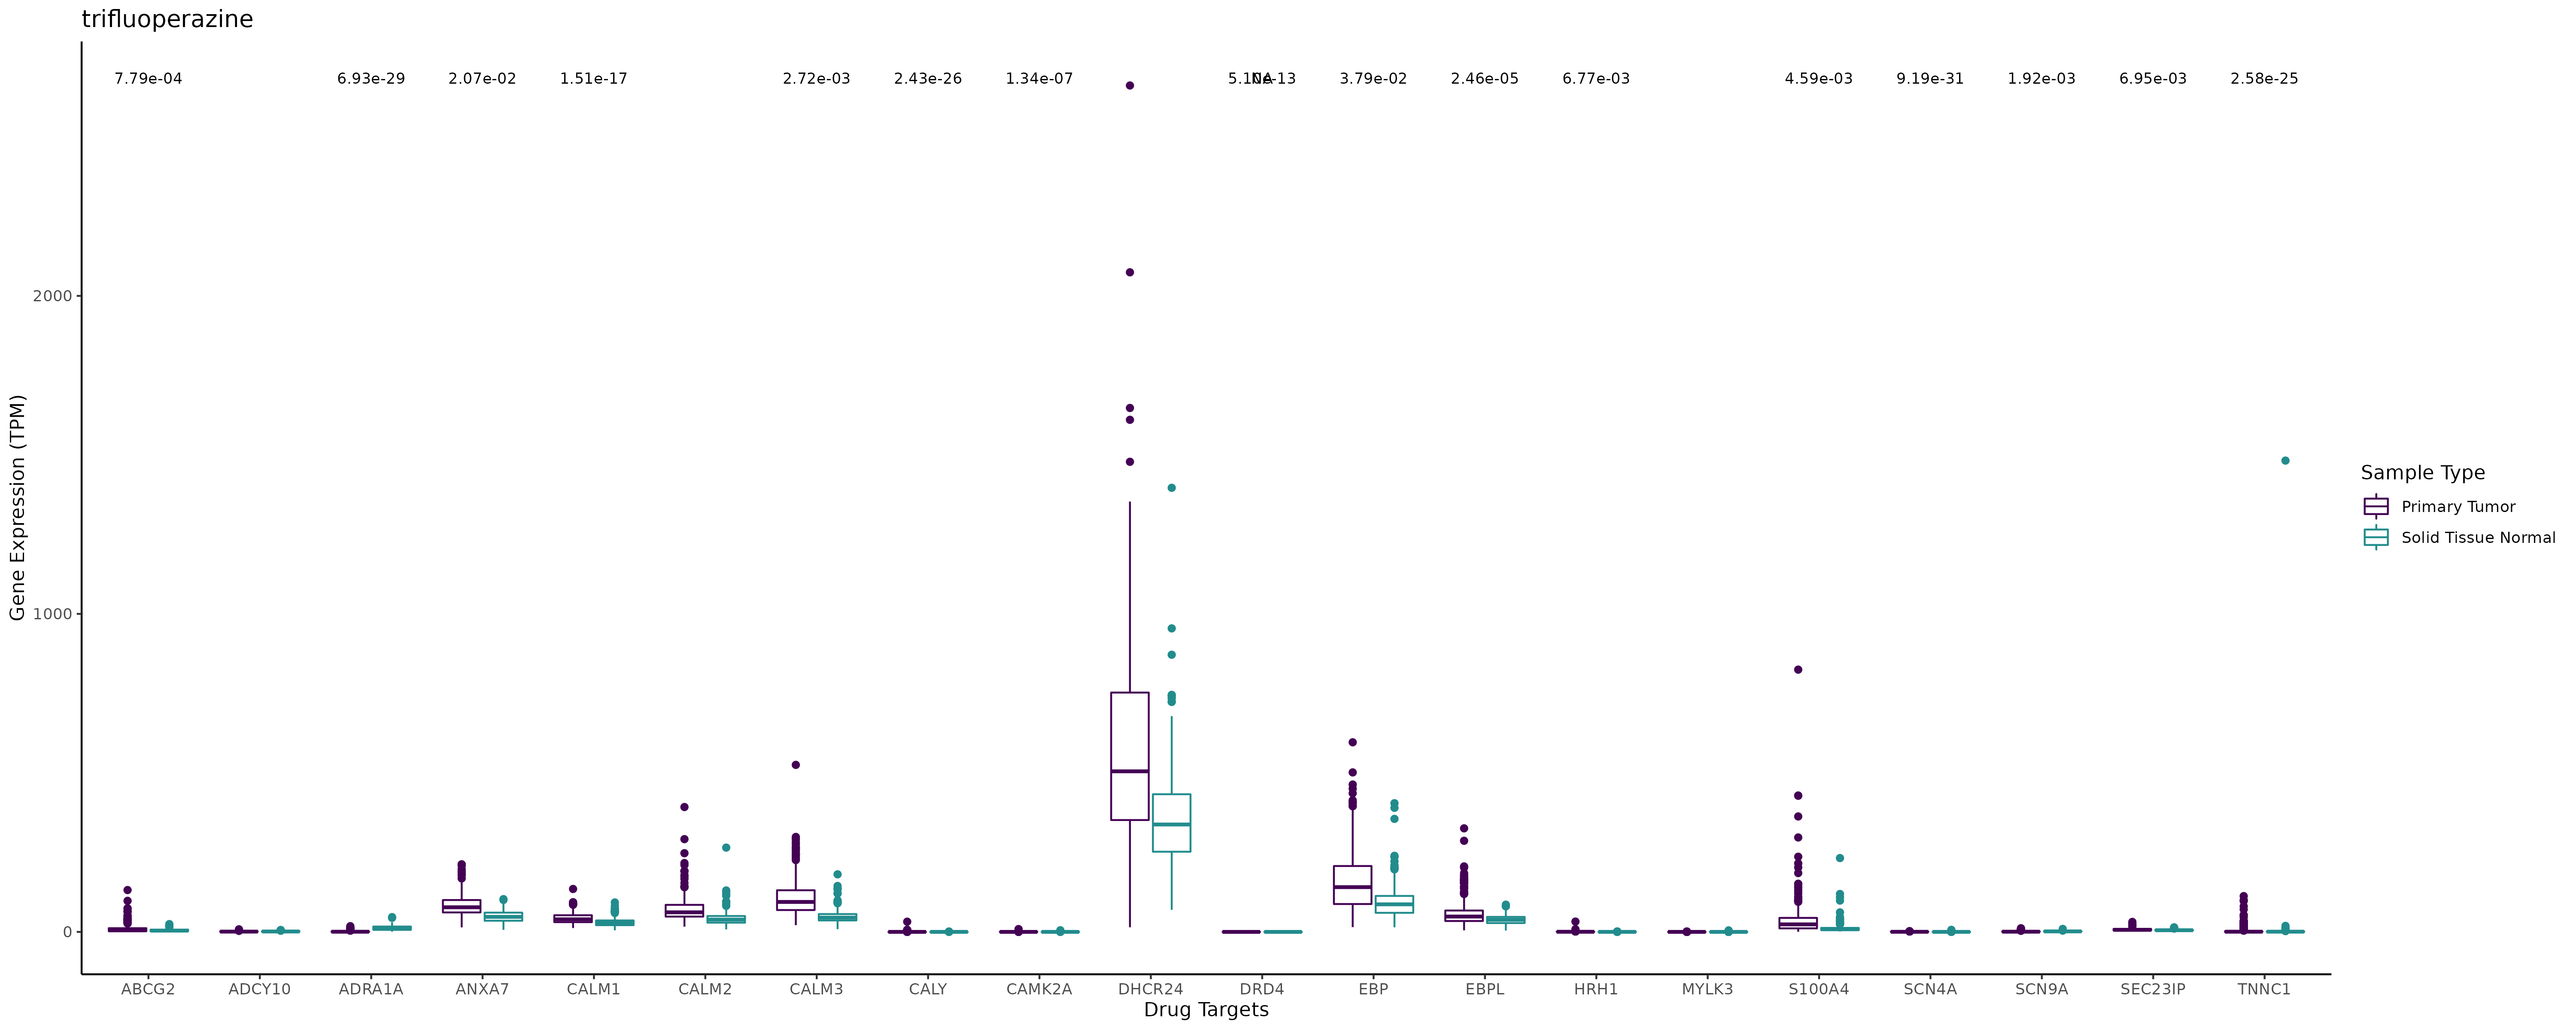 trifluoperazine
7.79e-04 6.93e-29 2.07e-02 1.51e-17 2.72e-03 2.43e-26 1.34e-07 5.10e-13 NA 3.79e-02 2.46e-05 6.77e-03 4.59e-03 9.19e-31 1.92e-03 6.95e-03 2.58e-25
Gene Expression (TPM)
2000
1000
0
ABCG2 ADCY10 ADRA1A ANXA7 CALM1 CALM2 CALM3 CALY CAMK2A DHCR24 DRD4 EBP EBPL HRH1 MYLK3 S100A4 SCN4A SCN9A SEC23IP TNNC1
Drug Targets
Sample Type
Primary Tumor
Solid Tissue Normal